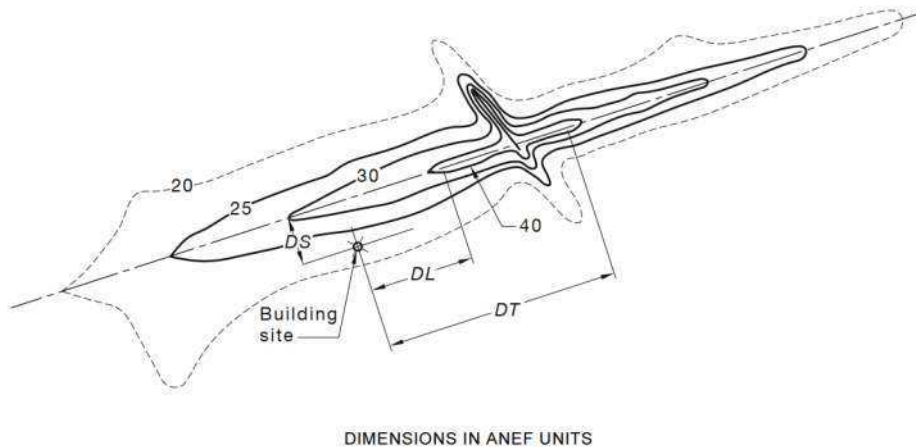 20
25
30
DS
40
DL
DT
Building
site
DIMENSIONS IN ANEF UNITS